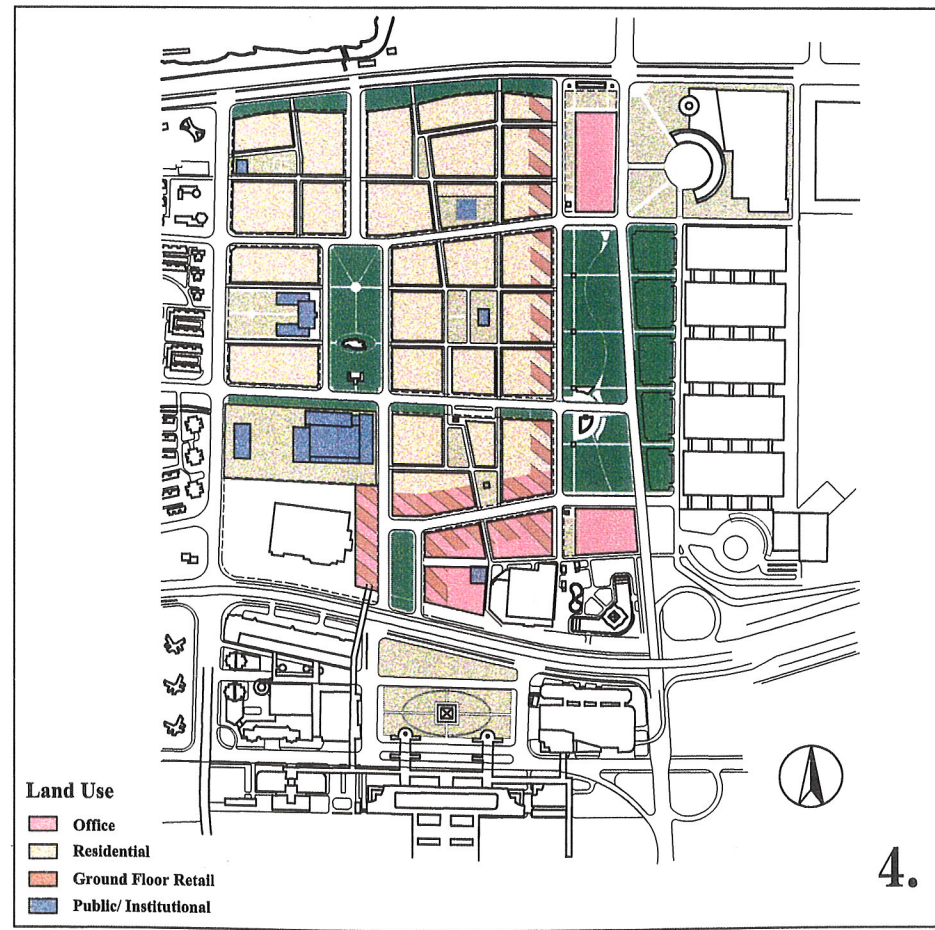 Land Use
Office
Residential
Ground Floor Retail
Public/ Institutional
4.